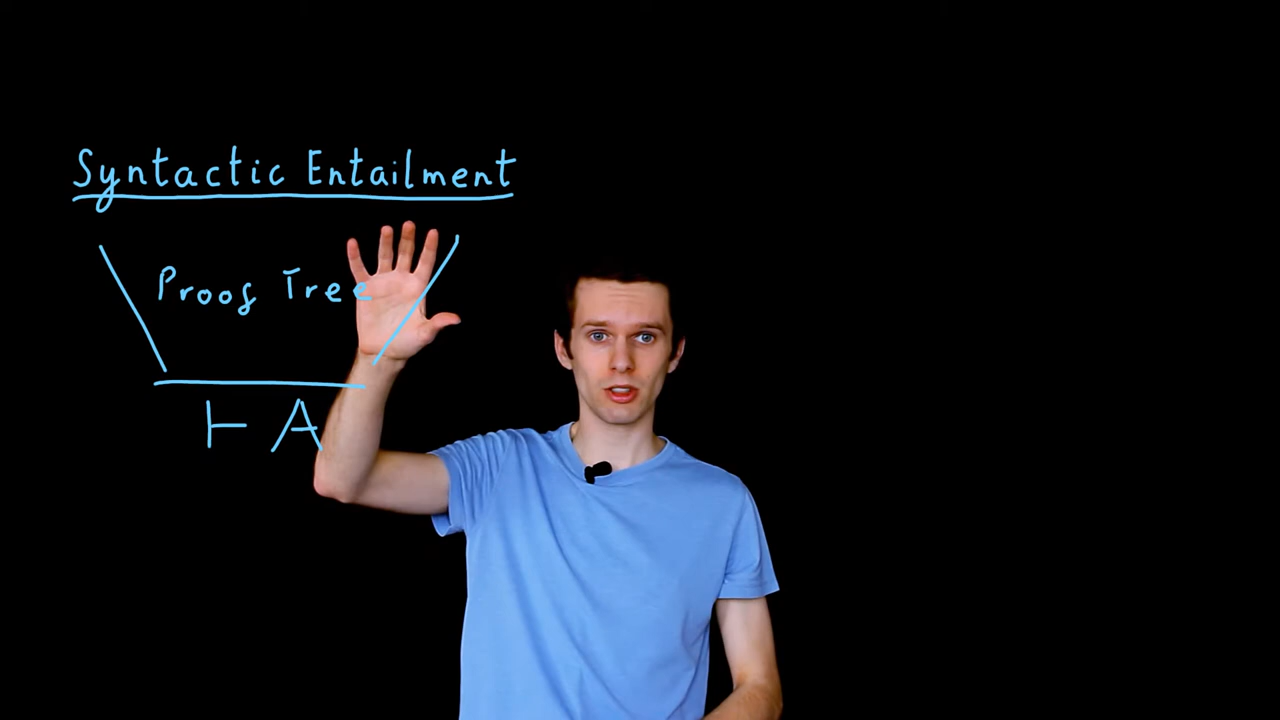 Syntactic Entailment
Proof Tree
⊢ A